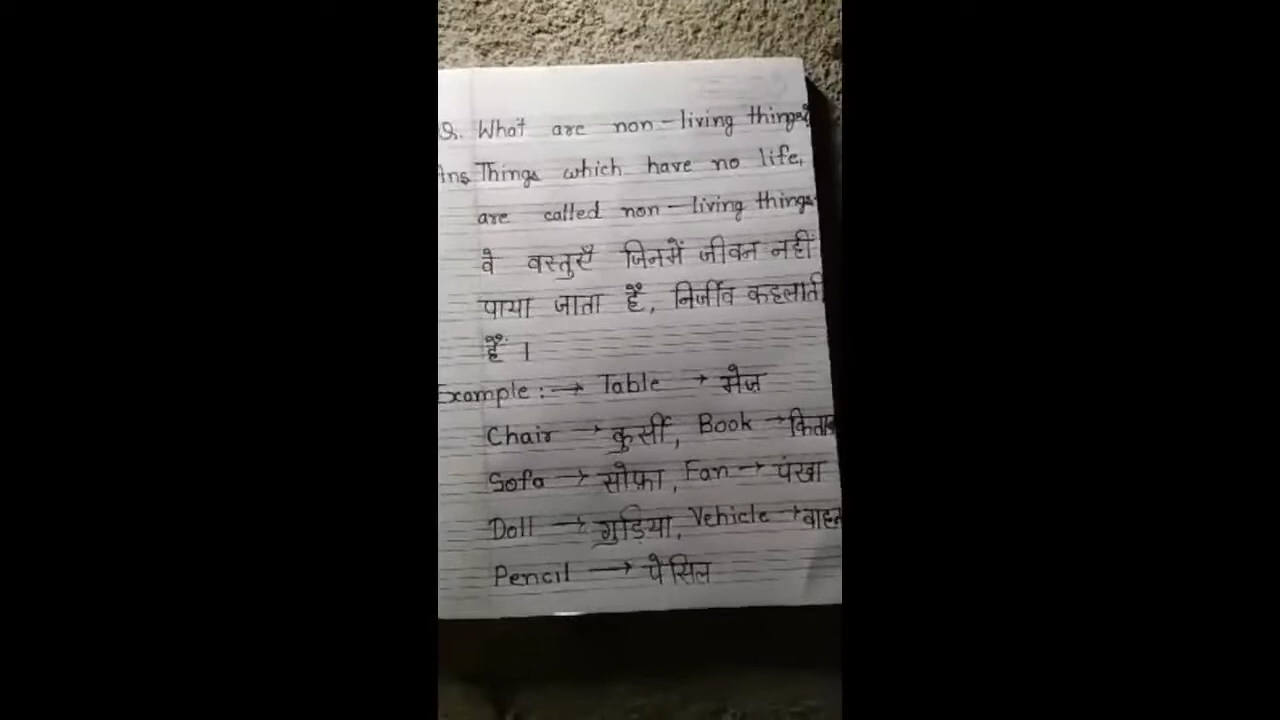 Q. What are non-living things?
Ans Things which have no life,
are called non-living things.
वे वस्तुएँ जिनमें जीवन नहीं
पाया जाता है, निर्जीव कहलाती
हैं ।
Example :→ Table → मेज़
Chair → कुर्सी, Book → किताब
Sofa → सोफ़ा, Fan → पंखा
Doll → गुड़िया, Vehicle → वाहन
Pencil → पेंसिल